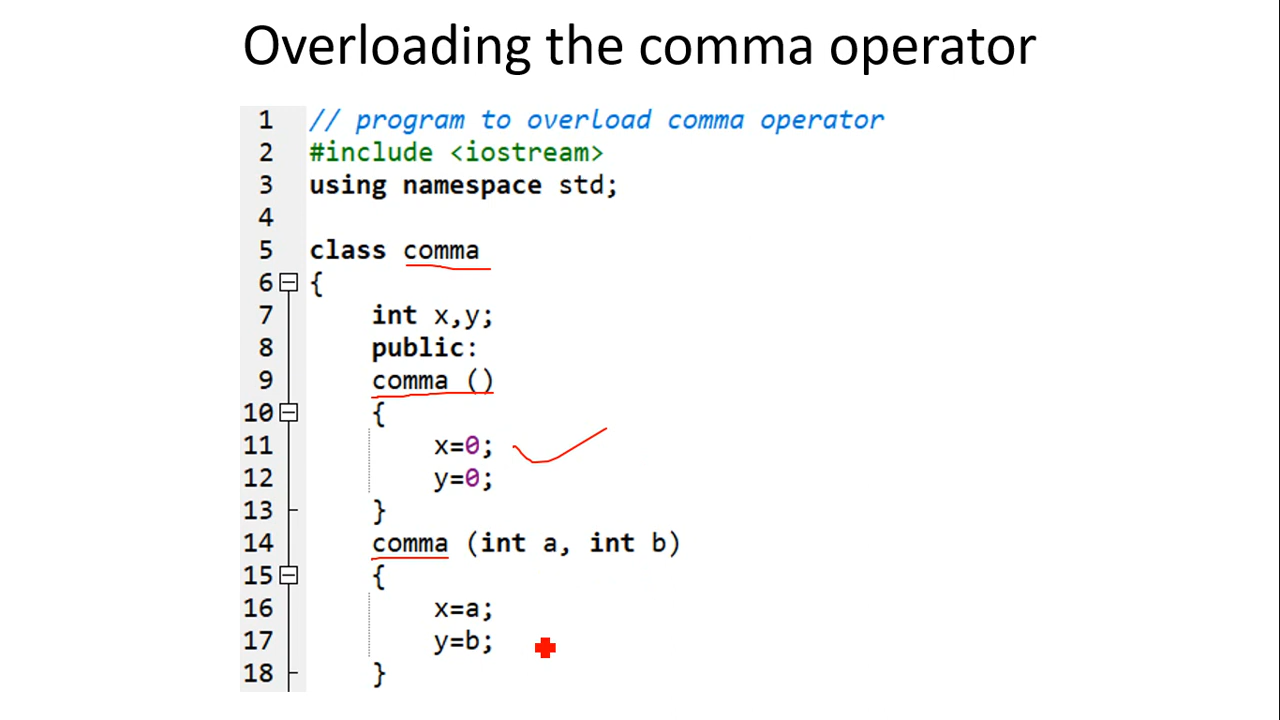 Overloading the comma operator
1 // program to overload comma operator
2 #include <iostream>
3 using namespace std;
4
5 class comma
6 {
7 int x,y;
8 public:
9 comma ()
10 {
11 x=0;
12 y=0;
13 }
14 comma (int a, int b)
15 {
16 x=a;
17 y=b;
18 }